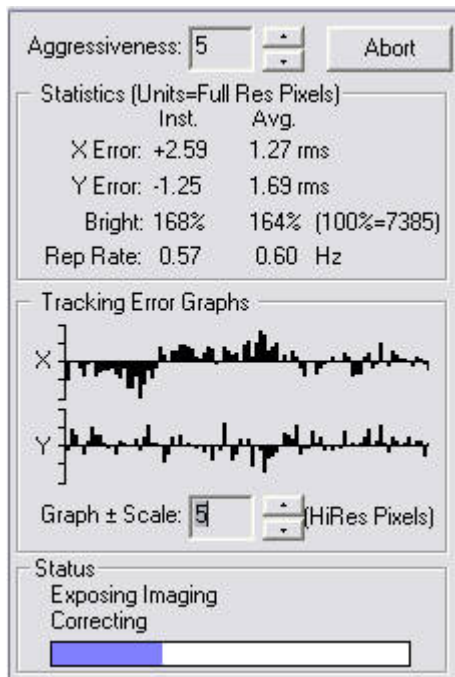 Aggressiveness: 5 Abort
Statistics (Units=Full Res Pixels)
Inst. Avg.
X Error: +2.59 1.27 rms
Y Error: -1.25 1.69 rms
Bright: 168% 164% (100%=7385)
Rep Rate: 0.57 0.60 Hz
Tracking Error Graphs
X
Y
Graph ± Scale: 5 (HiRes Pixels)
Status
Exposing Imaging
Correcting